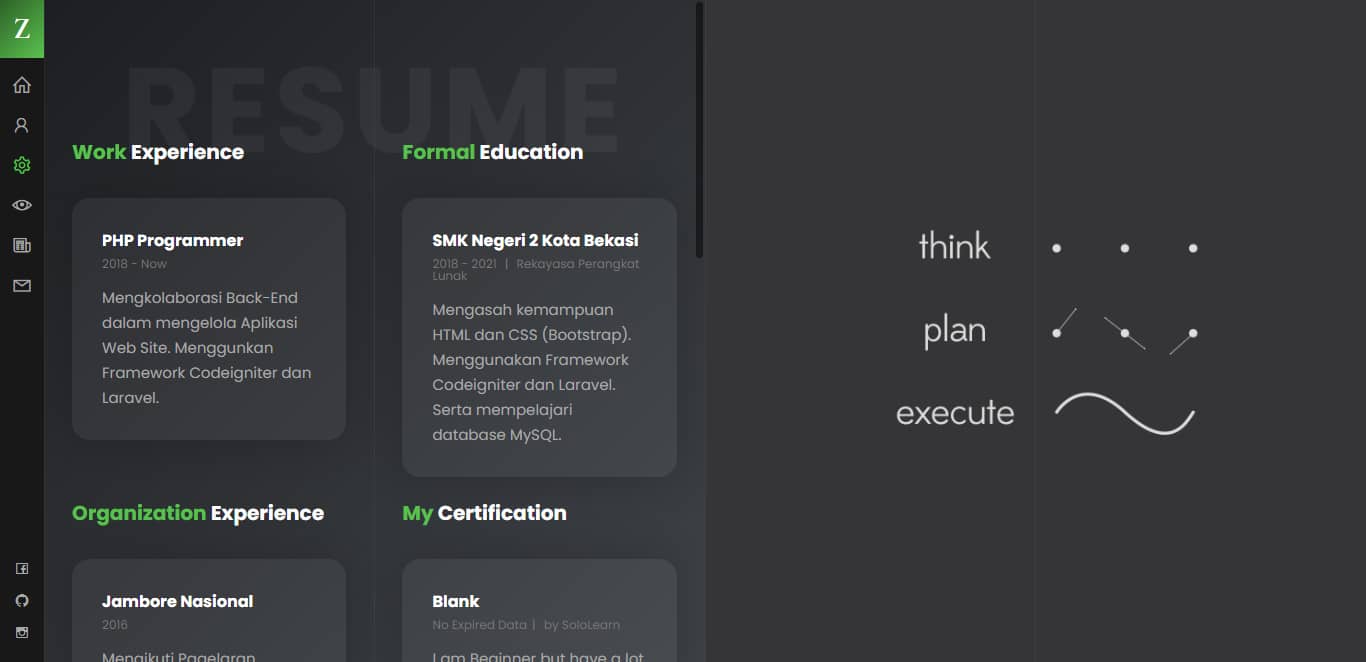 Z
RESUME
Work Experience
PHP Programmer
2018 - Now
Mengkolaborasi Back-End
dalam mengelola Aplikasi
Web Site. Menggunkan
Framework Codeigniter dan
Laravel.
Formal Education
SMK Negeri 2 Kota Bekasi
2018 - 2021 | Rekayasa Perangkat
Lunak
Mengasah kemampuan
HTML dan CSS (Bootstrap).
Menggunakan Framework
Codeigniter dan Laravel.
Serta mempelajari
database MySQL.
Organization Experience
Jambore Nasional
2016
Mengikuti Pagelaran
My Certification
Blank
No Expired Data | by SoloLearn
I am Beginner but have a lot
think
plan
execute